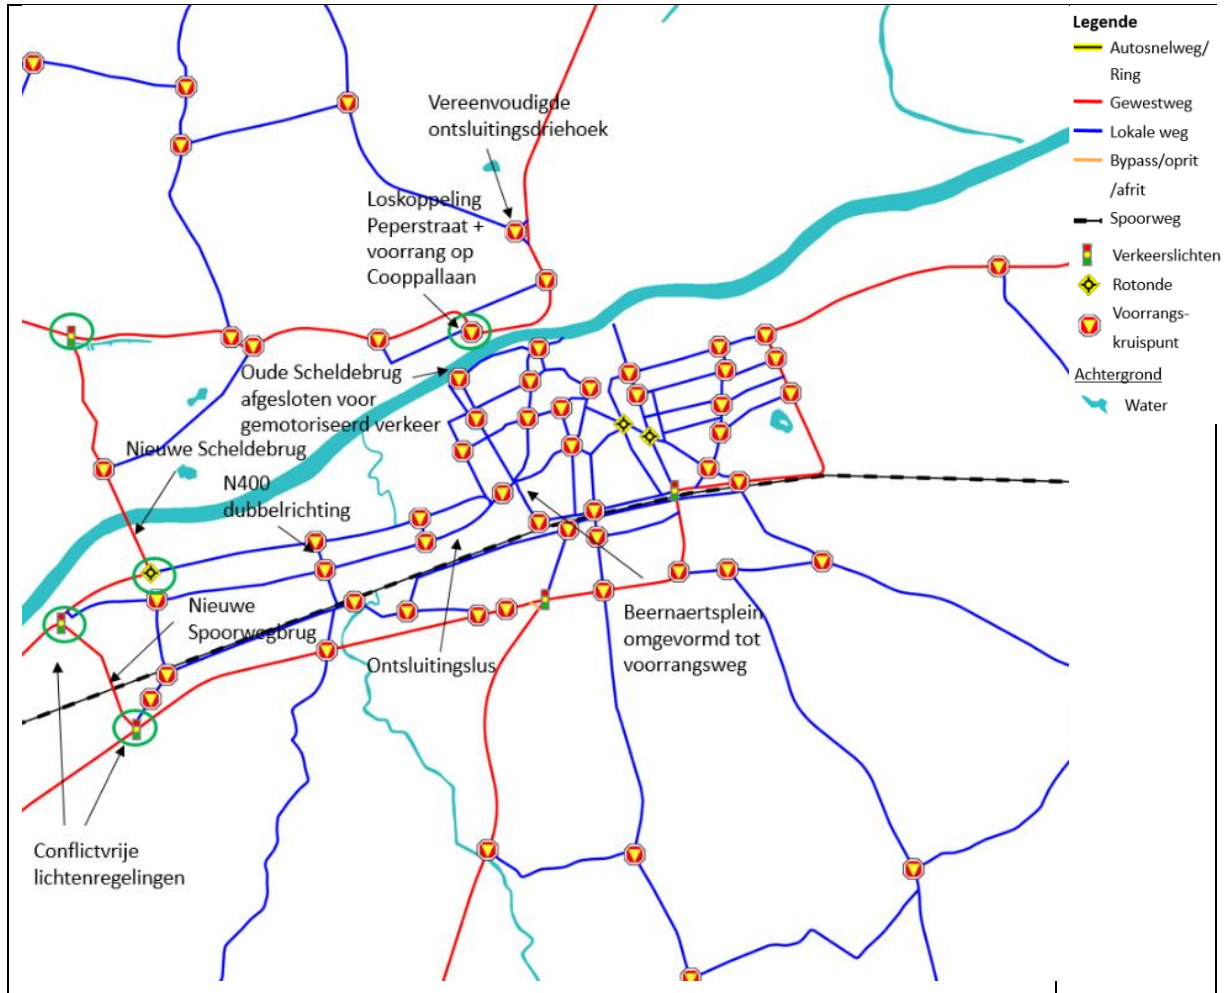 Vereenvoudigde
ontsluitingsdriehoek
Loskoppeling
Peperstraat +
voorrang op
Cooppallaan
Oude Scheldebrug
afgesloten voor
gemotoriseerd verkeer
Nieuwe Scheldebrug
N400
dubbelrichting
Nieuwe
Spoorwegbrug
Ontsluitingslus
Beernaertsplein
omgevormd tot
voorrangsweg
Conflictvrije
lichtenregelingen
Legende
Autosnelweg/
Ring
Gewestweg
Lokale weg
Bypass/oprit
/afrit
Spoorweg
Verkeerslichten
Rotonde
Voorrangs-
kruispunt
Achtergrond
Water